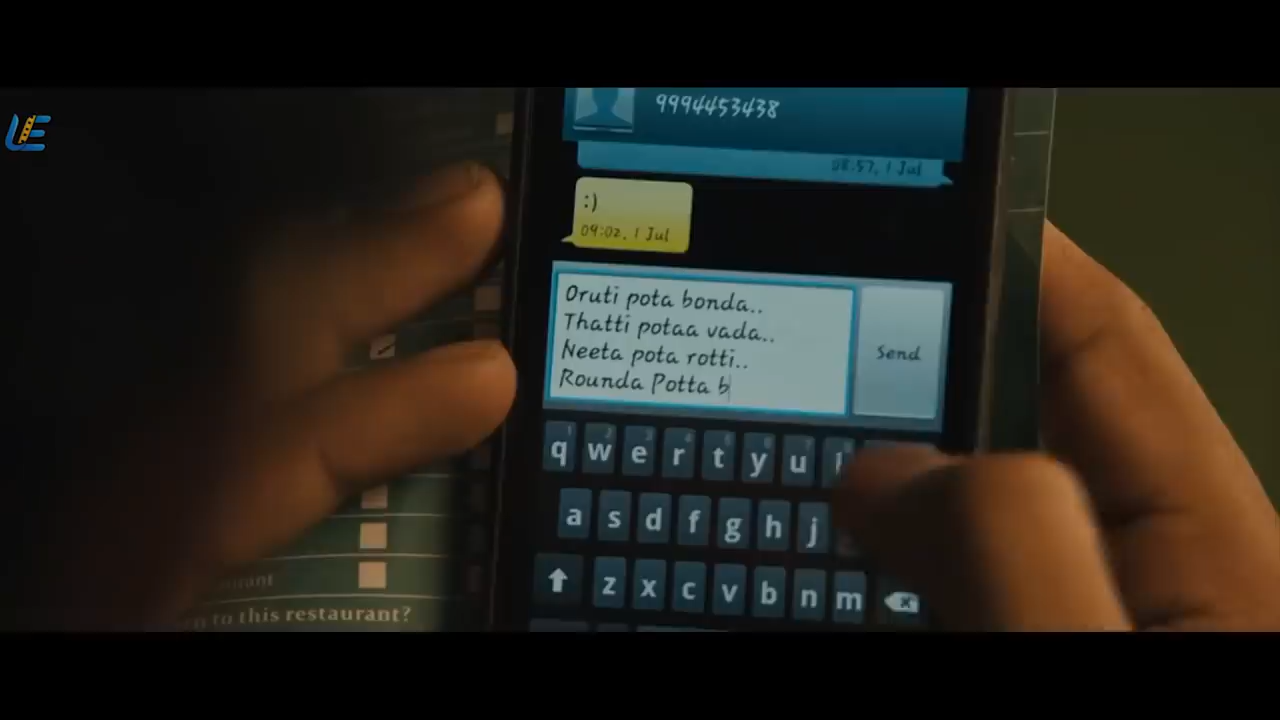 UE
9994453438
08:57, 1 Jul
:)
09:02, 1 Jul
Oruti pota bonda..
Thatti potaa vada..
Neeta pota rotti..
Rounda Potta b
Send
q w e r t y u
a s d f g h j
z x c v b n m
to this restaurant?